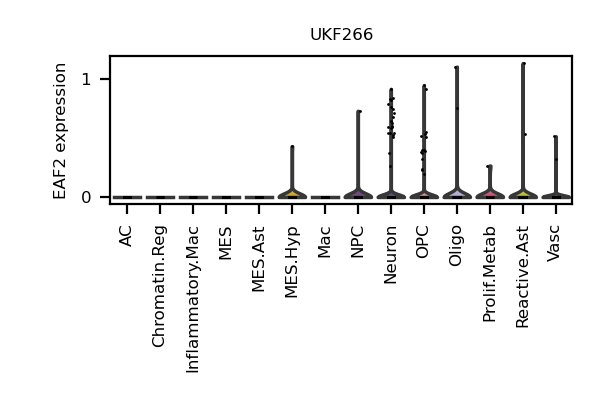 UKF266
EAF2 expression
1
0
AC
Chromatin.Reg
Inflammatory.Mac
MES
MES.Ast
MES.Hyp
Mac
NPC
Neuron
OPC
Oligo
Prolif.Metab
Reactive.Ast
Vasc